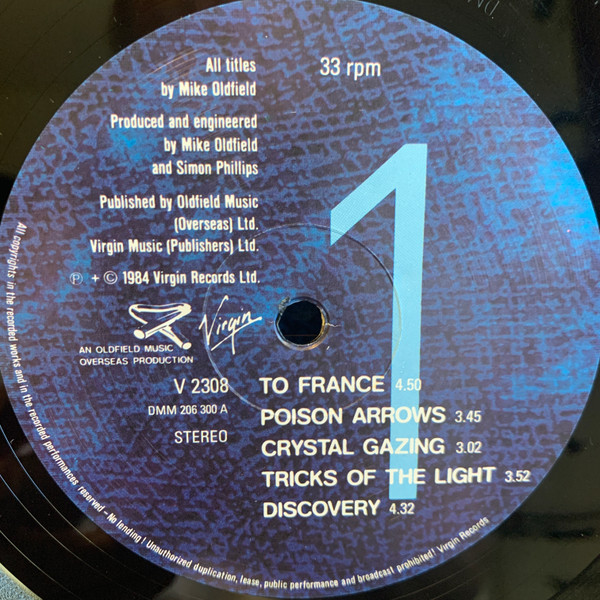 All titles
by Mike Oldfield
33 rpm
Produced and engineered
by Mike Oldfield
and Simon Phillips
Published by Oldfield Music
(Overseas) Ltd.
Virgin Music (Publishers) Ltd.
℗ + © 1984 Virgin Records Ltd.
1
Virgin
AN OLDFIELD MUSIC
OVERSEAS PRODUCTION
V 2308
DMM 206 300 A
STEREO
TO FRANCE 4.50
POISON ARROWS 3.45
CRYSTAL GAZING 3.02
TRICKS OF THE LIGHT 3.52
DISCOVERY 4.32
All copyrights in the recorded works and in the recorded performances reserved – No lending! Unauthorized duplication, lease, public performance and broadcast prohibited! Virgin Records